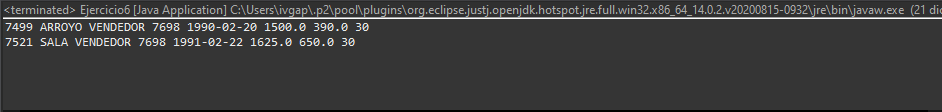 <terminated> Ejercicio6 [Java Application] C:\Users\ivgap\.p2\pool\plugins\org.eclipse.justj.openjdk.hotspot.jre.full.win32.x86_64_14.0.2.v20200815-0932\jre\bin\javaw.exe (21 dic
7499 ARROYO VENDEDOR 7698 1990-02-20 1500.0 390.0 30
7521 SALA VENDEDOR 7698 1991-02-22 1625.0 650.0 30